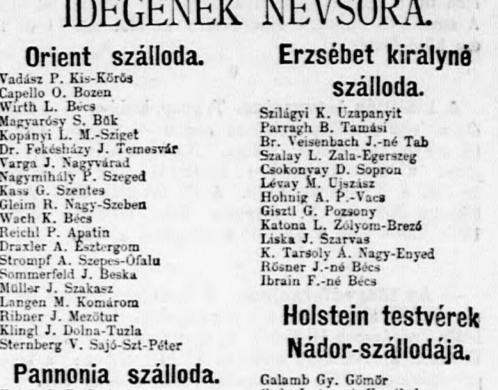 IDEGENEK NÉVSORA.
Orient szálloda.
Vadász P. Kis-Kőrös
Capello O. Bozen
Wirth L. Bécs
Magyarósy S. Bük
Kopányi L. M.-Sziget
Dr. Fekésházy J. Temesvár
Varga J. Nagyvárad
Nagymihály P. Szeged
Kass G. Szentes
Gleim R. Nagy-Szeben
Wach K. Bécs
Reichl P. Apatin
Draxler A. Esztergom
Strompf A. Szepes-Ófalu
Sommerfeld J. Beska
Müller J. Szakasz
Langen M. Komárom
Ribner J. Mezőtur
Klingl J. Dolna-Tuzla
Sternberg V. Sajó-Szt-Péter
Pannonia szálloda.
Erzsébet királyné
szálloda.
Szilágyi K. Uzapanyit
Parragh B. Tamási
Br. Veisenbach J.-né Tab
Szalay L. Zala-Egerszeg
Csokonyay D. Sopron
Lévay M. Ujszász
Hohnig A. P.-Vacs
Gisztl G. Pozsony
Katona L. Zólyom-Brezó
Liska J. Szarvas
K. Tarsoly Á. Nagy-Enyed
Rősner J.-né Bécs
Ibrain F.-né Bécs
Holstein testvérek
Nádor-szállodája.
Galamb Gy. Gömör